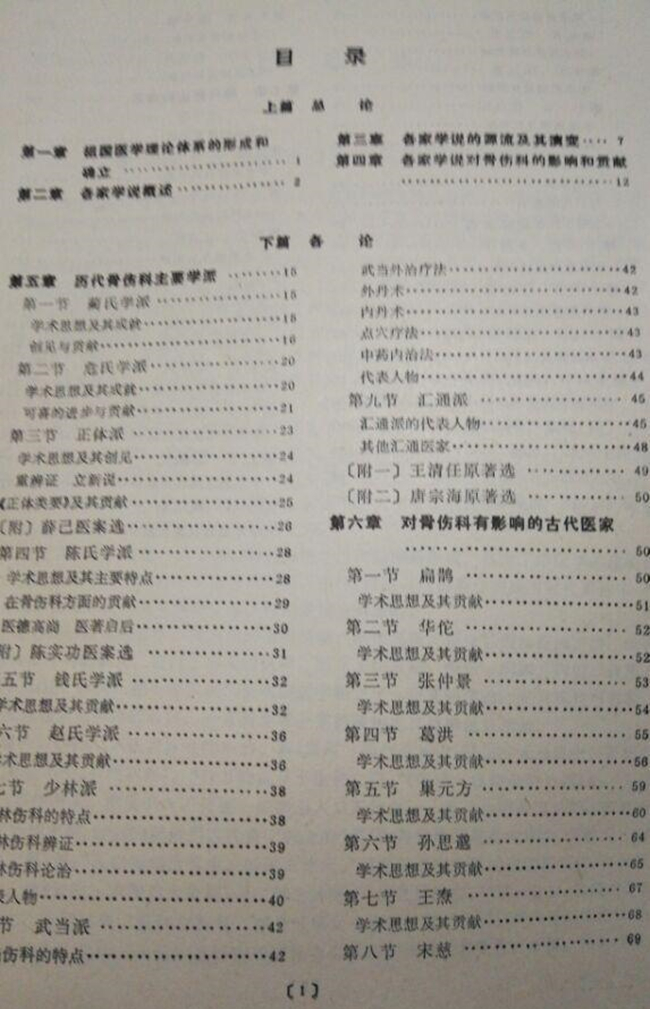 目 录
上篇 总 论
第一章 祖国医学理论体系的形成和
确立 ……………… 1
第二章 各家学说概述 ……………… 2
第三章 各家学说的源流及其演变 …… 7
第四章 各家学说对骨伤科的影响和贡献
……………… 12
下篇 各 论
第五章 历代骨伤科主要学派 ……… 15
第一节 蔺氏学派 ……………… 15
学术思想及其成就 ……………… 15
创见与贡献 ……………… 16
第二节 危氏学派 ……………… 20
学术思想及其成就 ……………… 20
可喜的进步与贡献 ……………… 21
第三节 正体派 ……………… 23
学术思想及其创见 ……………… 24
重辨证 立新说 ……………… 24
《正体类要》及其贡献 ……………… 25
〔附〕薛己医案选 ……………… 26
第四节 陈氏学派 ……………… 28
学术思想及其主要特点 ……………… 28
在骨伤科方面的贡献 ……………… 29
医德高尚 医著启后 ……………… 30
附〕陈实功医案选 ……………… 31
五节 钱氏学派 ……………… 32
学术思想及其贡献 ……………… 32
六节 赵氏学派 ……………… 36
术思想及其贡献 ……………… 36
七节 少林派 ……………… 38
林伤科的特点 ……………… 38
林伤科辨证 ……………… 39
林伤科论治 ……………… 39
表人物 ……………… 40
节 武当派 ……………… 42
伤科的特点 ……………… 42
武当外治疗法 ……………… 42
外丹术 ……………… 42
内丹术 ……………… 43
点穴疗法 ……………… 43
中药内治法 ……………… 43
代表人物 ……………… 44
第九节 汇通派 ……………… 45
汇通派的代表人物 ……………… 45
其他汇通医家 ……………… 48
〔附一〕王清任原著选 ……………… 49
〔附二〕唐宗海原著选 ……………… 50
第六章 对骨伤科有影响的古代医家
……………… 50
第一节 扁鹊 ……………… 50
学术思想及其贡献 ……………… 51
第二节 华佗 ……………… 52
学术思想及其贡献 ……………… 52
第三节 张仲景 ……………… 53
学术思想及其贡献 ……………… 54
第四节 葛洪 ……………… 55
学术思想及其贡献 ……………… 56
第五节 巢元方 ……………… 59
学术思想及其贡献 ……………… 60
第六节 孙思邈 ……………… 64
学术思想及其贡献 ……………… 65
第七节 王焘 ……………… 67
学术思想及其贡献 ……………… 68
第八节 宋慈 ……………… 69
〔1〕